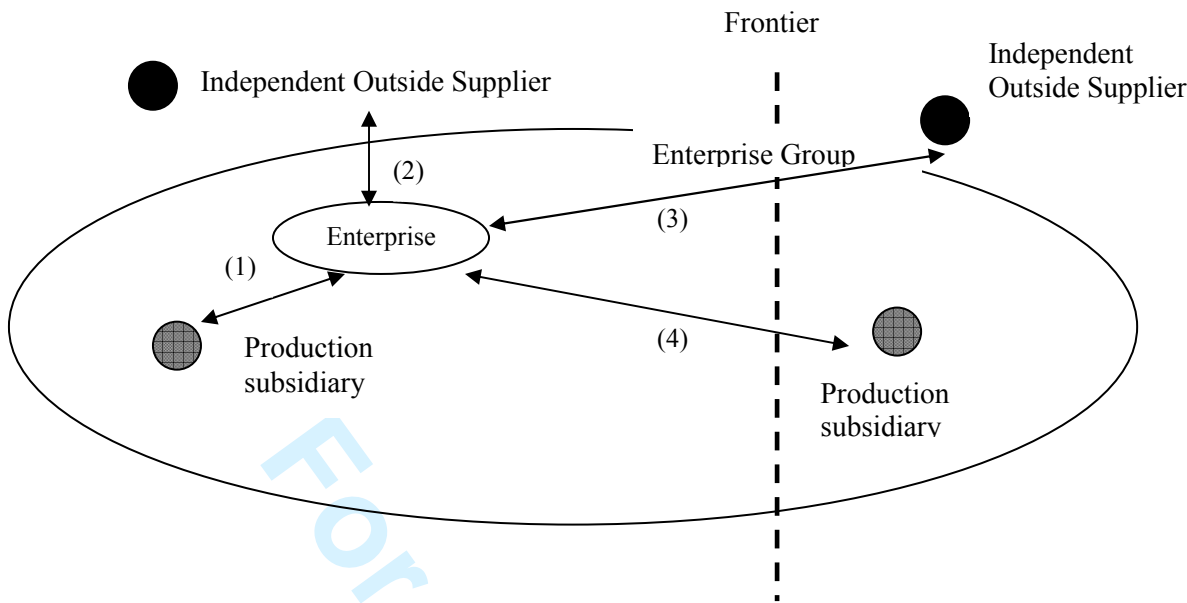 Frontier
Independent
Outside Supplier
Independent Outside Supplier
Enterprise Group
(2)
(3)
Enterprise
(1)
(4)
Production
subsidiary
Production
subsidiary
For